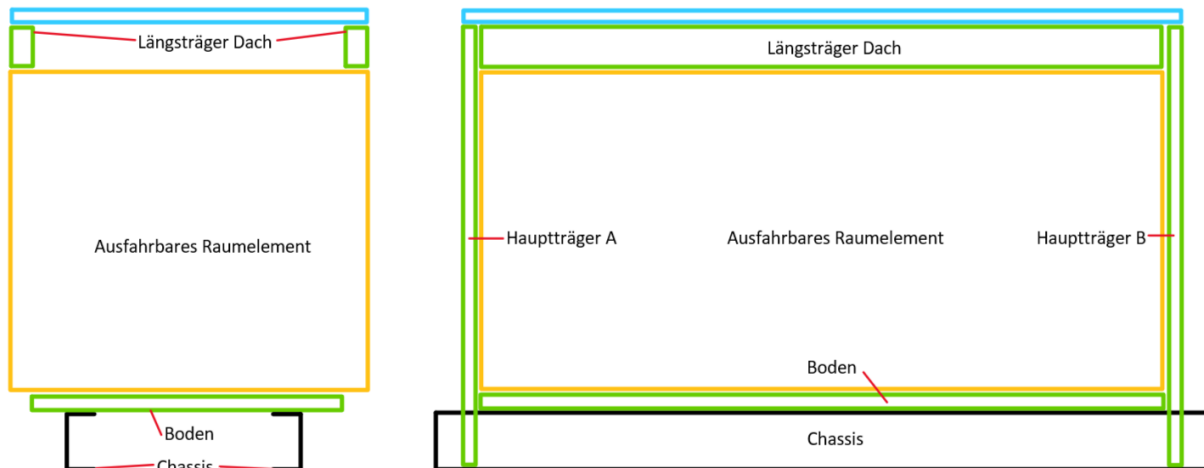 Längsträger Dach
Ausfahrbares Raumelement
Boden
Chassis
Längsträger Dach
Hauptträger A
Ausfahrbares Raumelement
Hauptträger B
Boden
Chassis